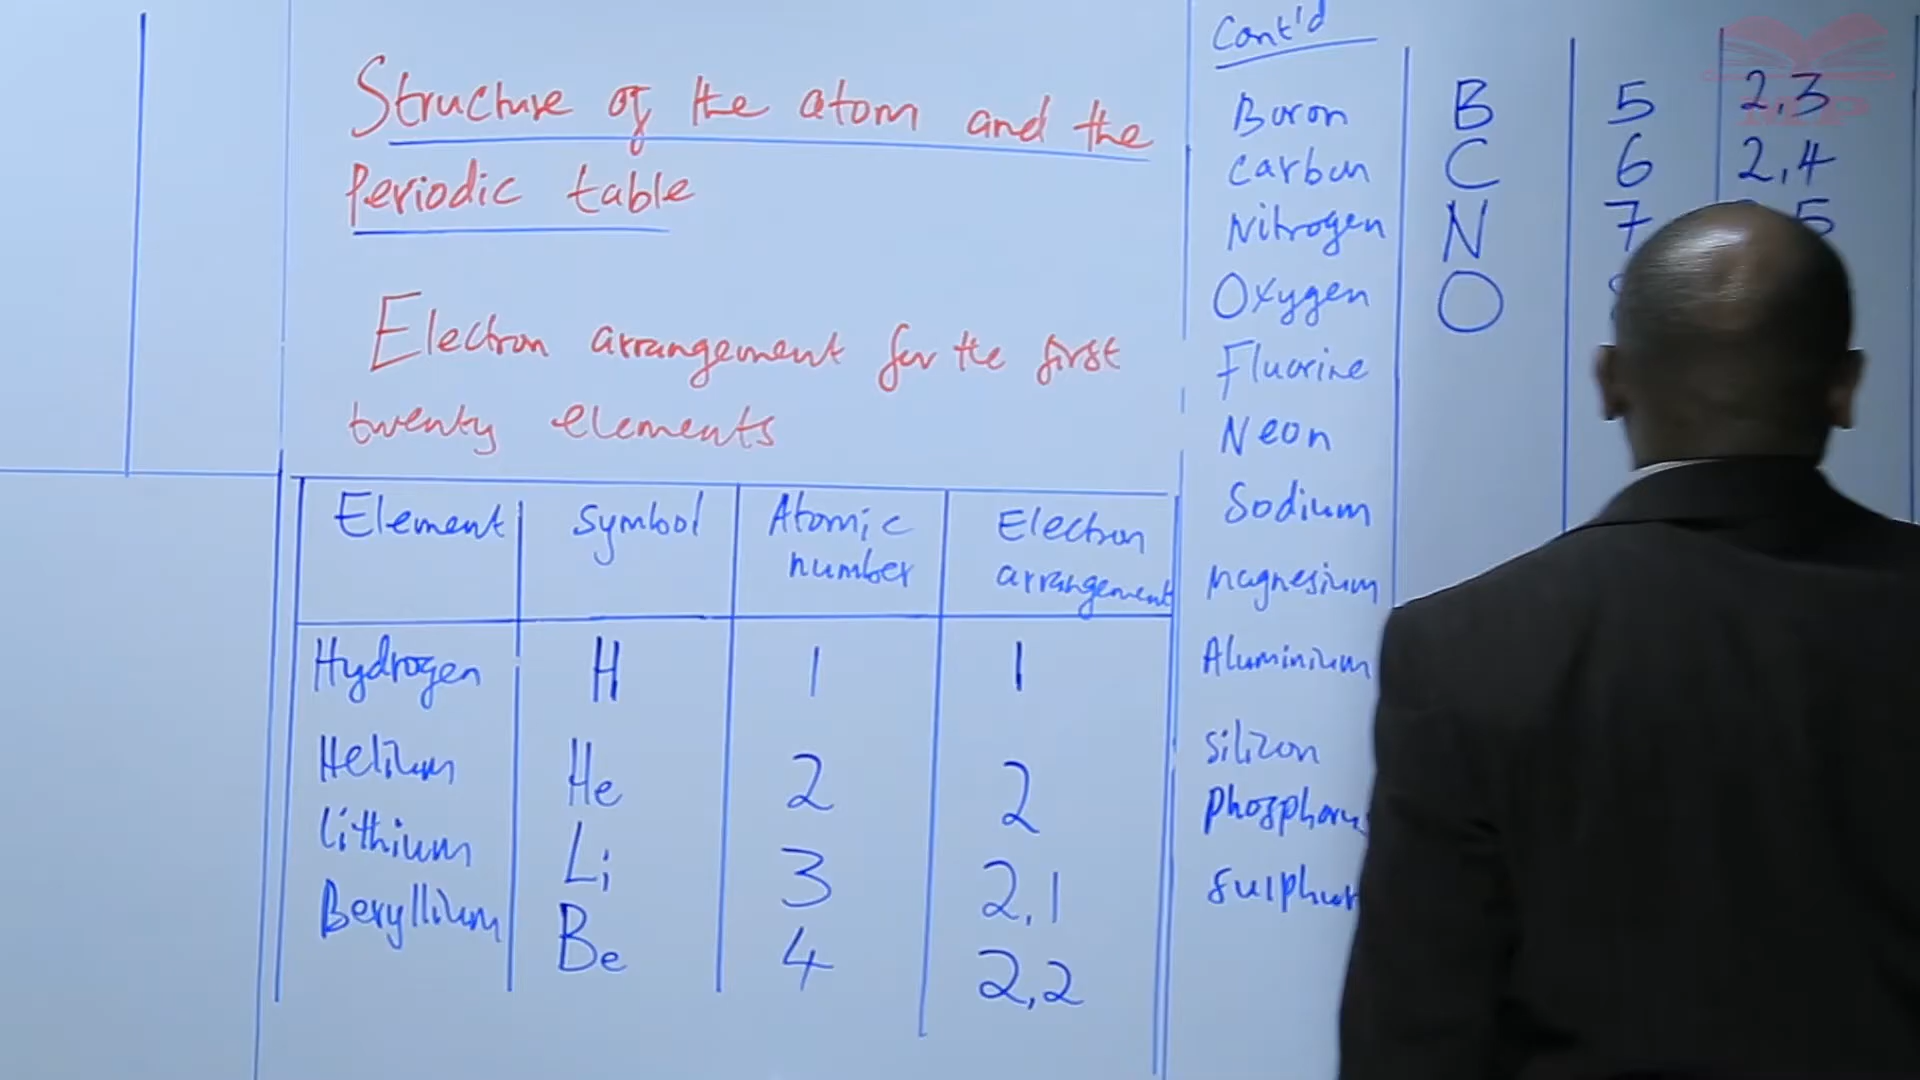 Structure of the atom and the
Periodic table
Electron arrangement for the first
twenty elements
Element symbol Atomic number Electron arrangement
Hydrogen H 1 1
Helium He 2 2
Lithium Li 3 2,1
Beryllium Be 4 2,2
Cont'd
Boron B 5 2,3
Carbon C 6 2,4
Nitrogen N 7 5
Oxygen O
Fluorine
Neon
Sodium
Magnesium
Aluminium
Silicon
Phosphorus
Sulphur